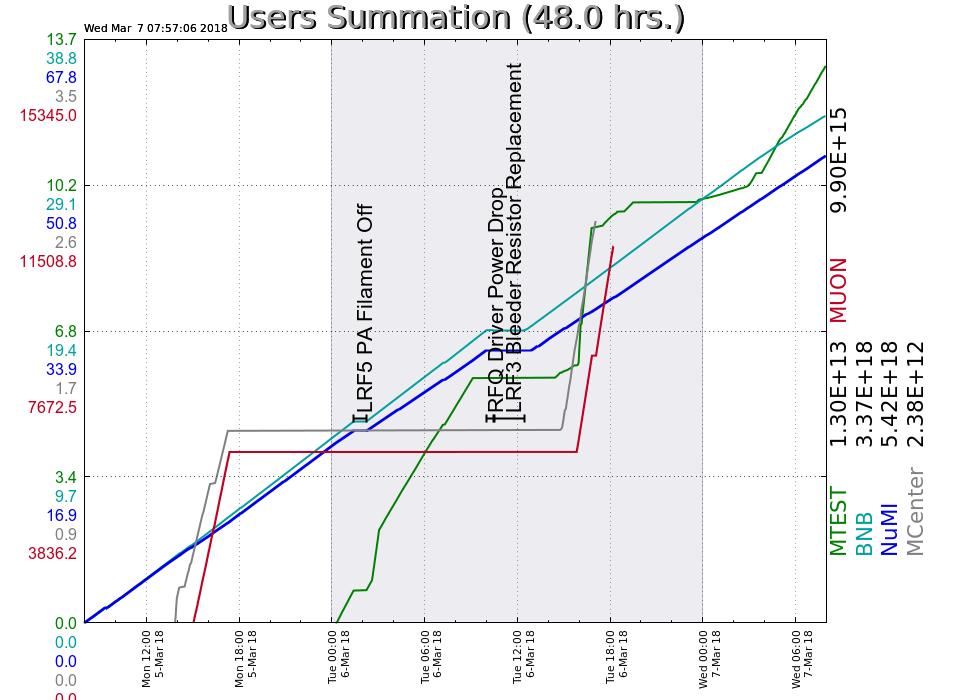 Users Summation (48.0 hrs.)
Wed Mar 7 07:57:06 2018
13.7
38.8
67.8
3.5
15345.0
10.2
29.1
50.8
2.6
11508.8
6.8
19.4
33.9
1.7
7672.5
3.4
9.7
16.9
0.9
3836.2
0.0
0.0
0.0
0.0
0.0
LRF5 PA Filament Off
RFQ Driver Power Drop
LRF3 Bleeder Resistor Replacement
Mon 12:00
5-Mar 18
Mon 18:00
5-Mar 18
Tue 00:00
6-Mar 18
Tue 06:00
6-Mar 18
Tue 12:00
6-Mar 18
Tue 18:00
6-Mar 18
Wed 00:00
7-Mar 18
Wed 06:00
7-Mar 18
MTEST 1.30E+13 MUON 9.90E+15
BNB 3.37E+18
NuMI 5.42E+18
MCenter 2.38E+12